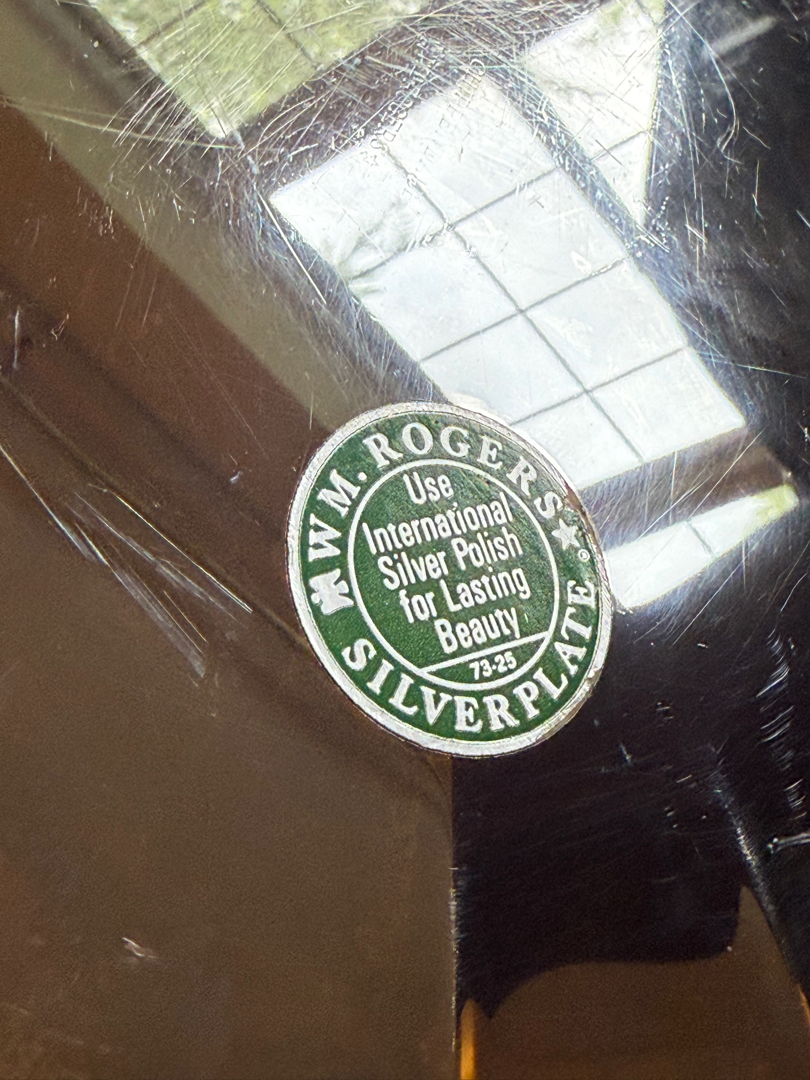 WM. ROGERS
Use
International
Silver Polish
for Lasting
Beauty
73-25
SILVERPLATE
®